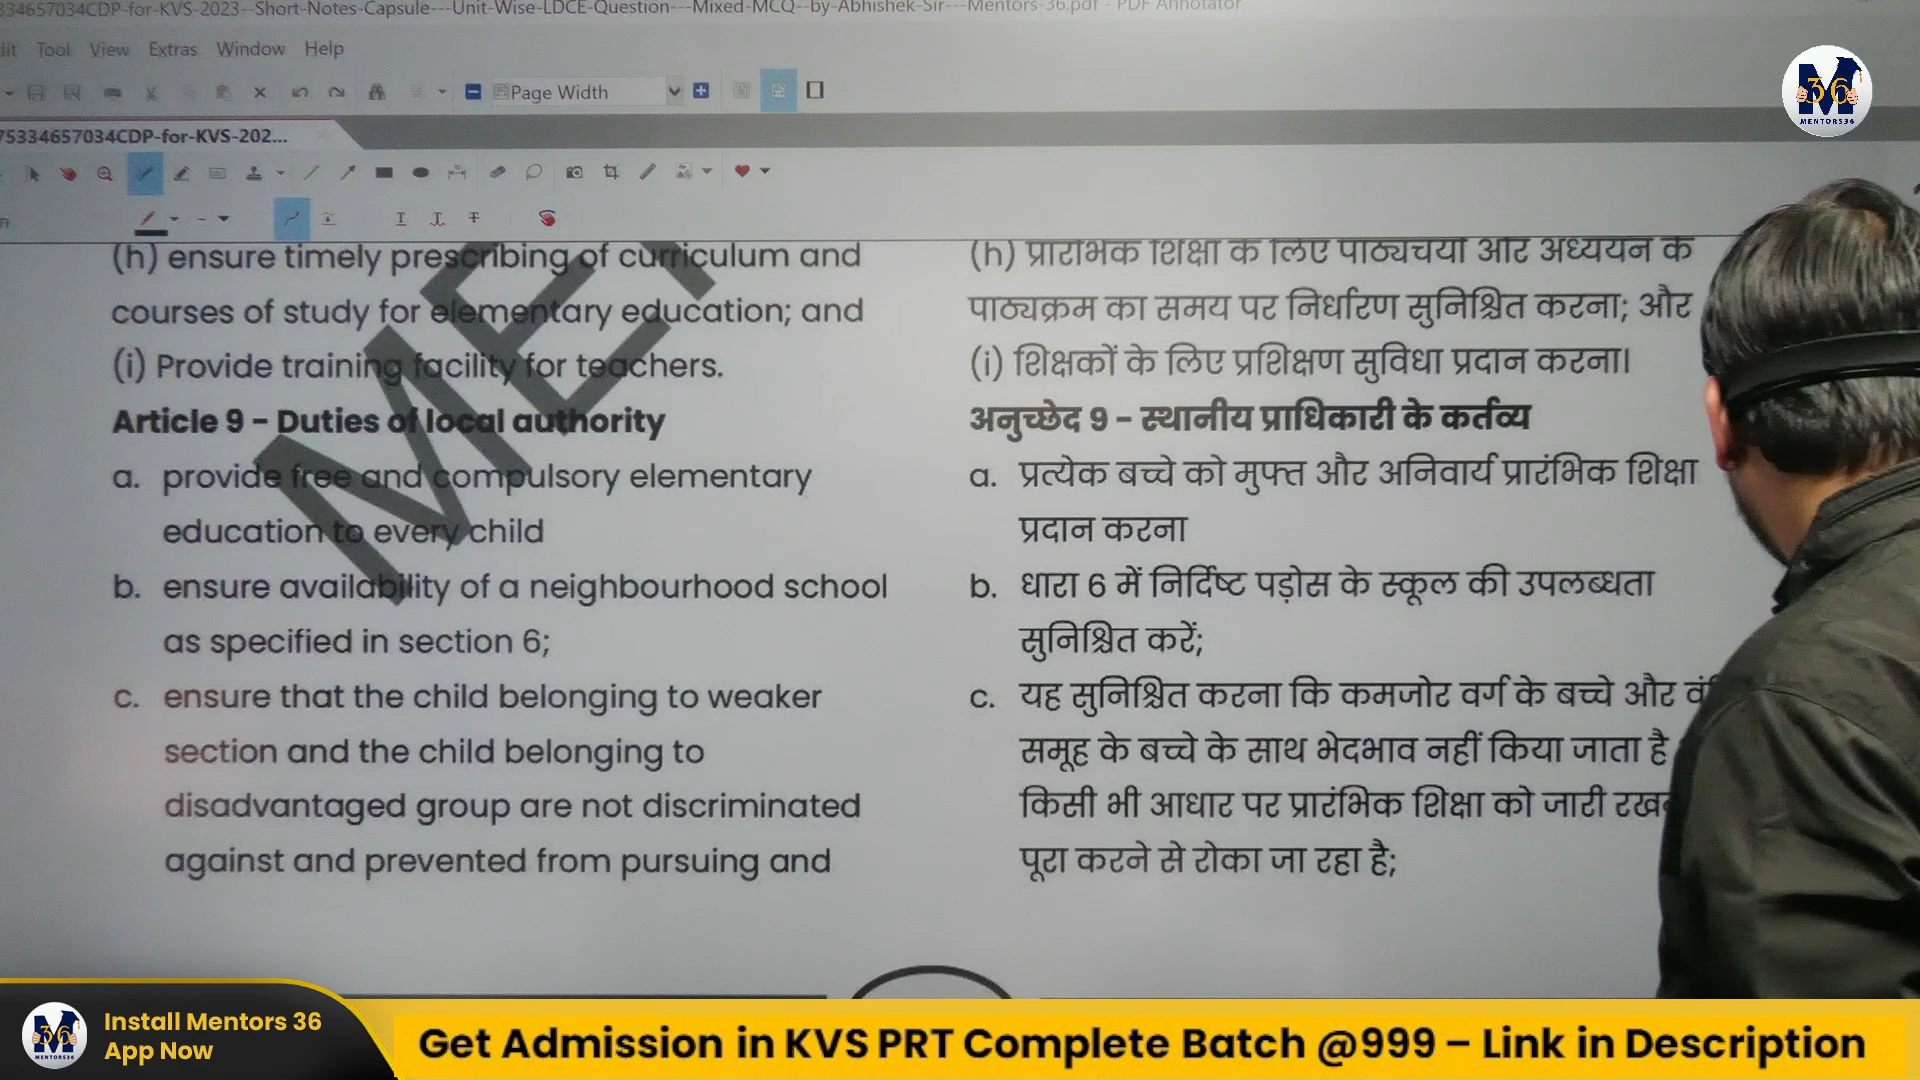 334657034CDP-for-KVS-2023--Short-Notes-Capsule---Unit-Wise-LDCE-Question---Mixed-MCQ--by-Abhishek-Sir---Mentors-36.pdf - PDF Annotator
dit Tool View Extras Window Help
Page Width
75334657034CDP-for-KVS-202...
M
36
MENTORS36
(h) ensure timely prescribing of curriculum and
courses of study for elementary education; and
(i) Provide training facility for teachers.
Article 9 – Duties of local authority
a. provide free and compulsory elementary
education to every child
b. ensure availability of a neighbourhood school
as specified in section 6;
c. ensure that the child belonging to weaker
section and the child belonging to
disadvantaged group are not discriminated
against and prevented from pursuing and
ME
(h) प्रारंभिक शिक्षा के लिए पाठ्यचर्या और अध्ययन के
पाठ्यक्रम का समय पर निर्धारण सुनिश्चित करना; और
(i) शिक्षकों के लिए प्रशिक्षण सुविधा प्रदान करना।
अनुच्छेद 9 – स्थानीय प्राधिकारी के कर्तव्य
a. प्रत्येक बच्चे को मुफ्त और अनिवार्य प्रारंभिक शिक्षा
प्रदान करना
b. धारा 6 में निर्दिष्ट पड़ोस के स्कूल की उपलब्धता
सुनिश्चित करें;
c. यह सुनिश्चित करना कि कमजोर वर्ग के बच्चे और
समूह के बच्चे के साथ भेदभाव नहीं किया जाता है
किसी भी आधार पर प्रारंभिक शिक्षा को जारी
पूरा करने से रोका जा रहा है;
M
36
MENTORS36
Install Mentors 36
App Now
Get Admission in KVS PRT Complete Batch @999 – Link in Description